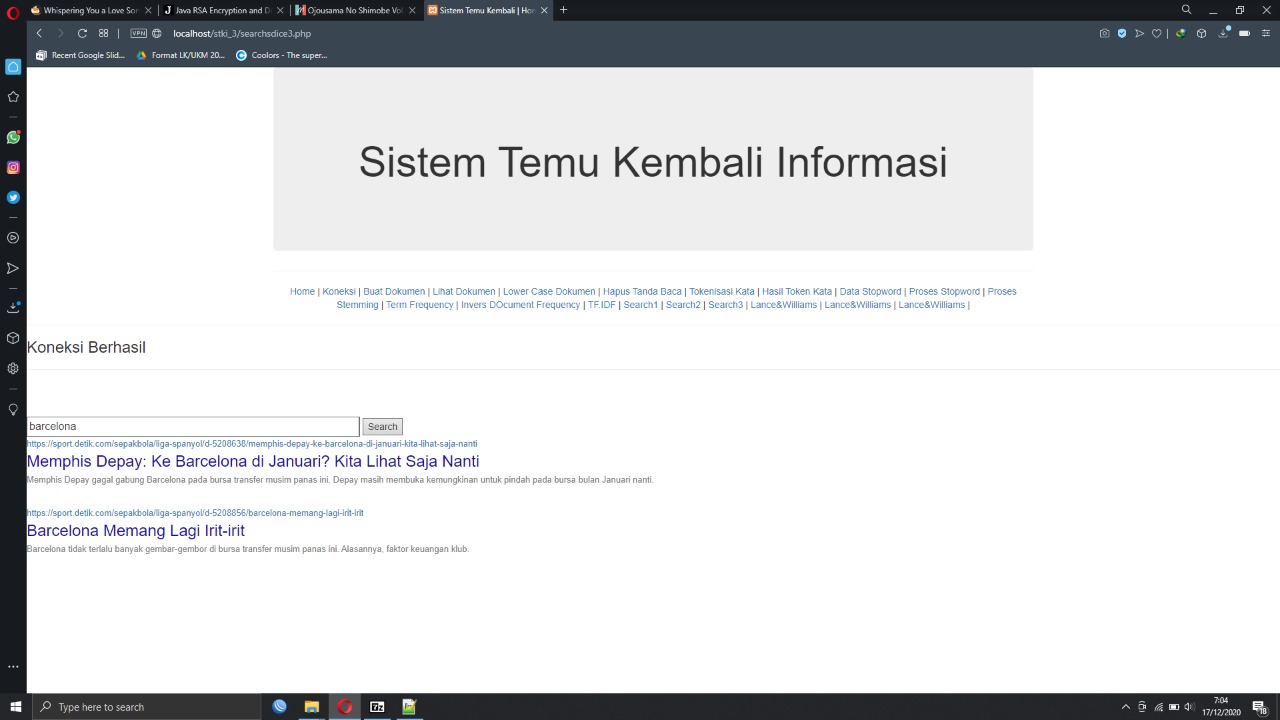 Whispering You a Love Son
Java RSA Encryption and D
Ojousama No Shimobe Vol
Sistem Temu Kembali | Ho
VPN
localhost/stki_3/searchsdice3.php
Recent Google Slid...
Format LK/UKM 20...
Coolors - The super...
Sistem Temu Kembali Informasi
Home | Koneksi | Buat Dokumen | Lihat Dokumen | Lower Case Dokumen | Hapus Tanda Baca | Tokenisasi Kata | Hasil Token Kata | Data Stopword | Proses Stopword | Proses
Stemming | Term Frequency | Invers DOcument Frequency | TF.IDF | Search1 | Search2 | Search3 | Lance&Williams | Lance&Williams | Lance&Williams |
Koneksi Berhasil
barcelona
Search
https://sport.detik.com/sepakbola/liga-spanyol/d-5208638/memphis-depay-ke-barcelona-di-januari-kita-lihat-saja-nanti
Memphis Depay: Ke Barcelona di Januari? Kita Lihat Saja Nanti
Memphis Depay gagal gabung Barcelona pada bursa transfer musim panas ini. Depay masih membuka kemungkinan untuk pindah pada bursa bulan Januari nanti.
https://sport.detik.com/sepakbola/liga-spanyol/d-5208856/barcelona-memang-lagi-irit-irit
Barcelona Memang Lagi Irit-irit
Barcelona tidak terlalu banyak gembar-gembor di bursa transfer musim panas ini. Alasannya, faktor keuangan klub.
Type here to search
7z
7:04
17/12/2020